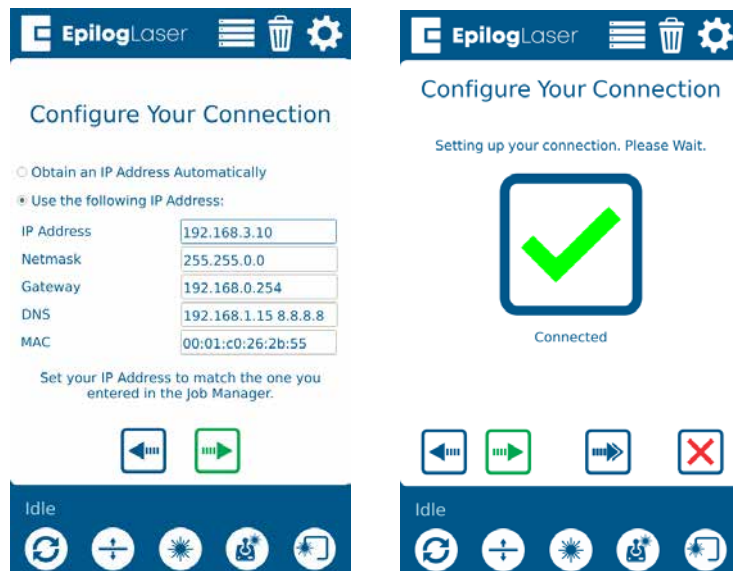 EpilogLaser
Configure Your Connection
Obtain an IP Address Automatically
Use the following IP Address:
IP Address 192.168.3.10
Netmask 255.255.0.0
Gateway 192.168.0.254
DNS 192.168.1.15 8.8.8.8
MAC 00:01:c0:26:2b:55
Set your IP Address to match the one you
entered in the Job Manager.
Idle
EpilogLaser
Configure Your Connection
Setting up your connection. Please Wait.
Connected
Idle